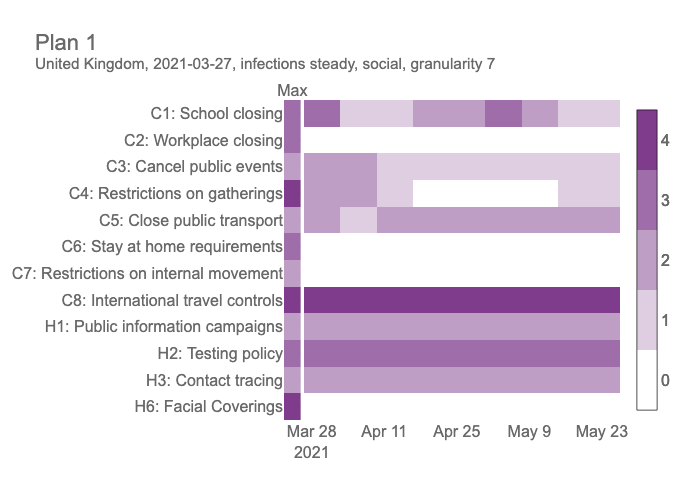 Plan 1
United Kingdom, 2021-03-27, infections steady, social, granularity 7
Max
C1: School closing
C2: Workplace closing
C3: Cancel public events
C4: Restrictions on gatherings
C5: Close public transport
C6: Stay at home requirements
C7: Restrictions on internal movement
C8: International travel controls
H1: Public information campaigns
H2: Testing policy
H3: Contact tracing
H6: Facial Coverings
4
3
2
1
0
Mar 28 Apr 11 Apr 25 May 9 May 23
2021